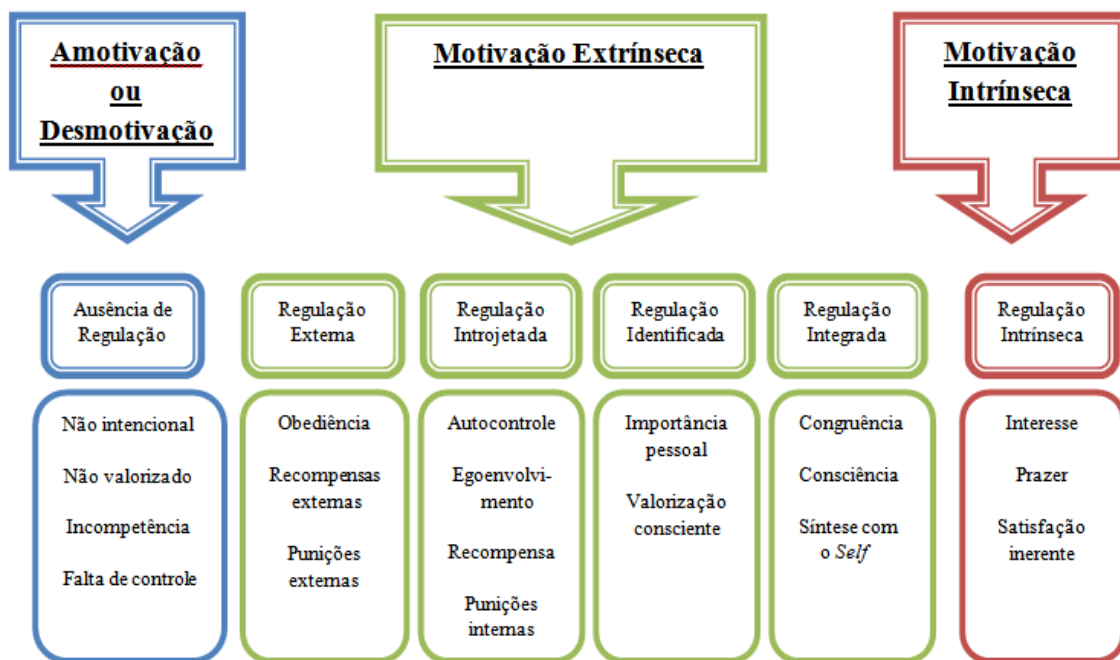 Amotivação
ou
Desmotivação
Motivação Extrínseca
Motivação
Intrínseca
Ausência de
Regulação
Regulação
Externa
Regulação
Introjetada
Regulação
Identificada
Regulação
Integrada
Regulação
Intrínseca
Não intencional
Não valorizado
Incompetência
Falta de controle
Obediência
Recompensas
externas
Punições
externas
Autocontrole
Egoenvolvi-
mento
Recompensa
Punições
internas
Importância
pessoal
Valorização
consciente
Congruência
Consciência
Síntese com
o Self
Interesse
Prazer
Satisfação
inerente